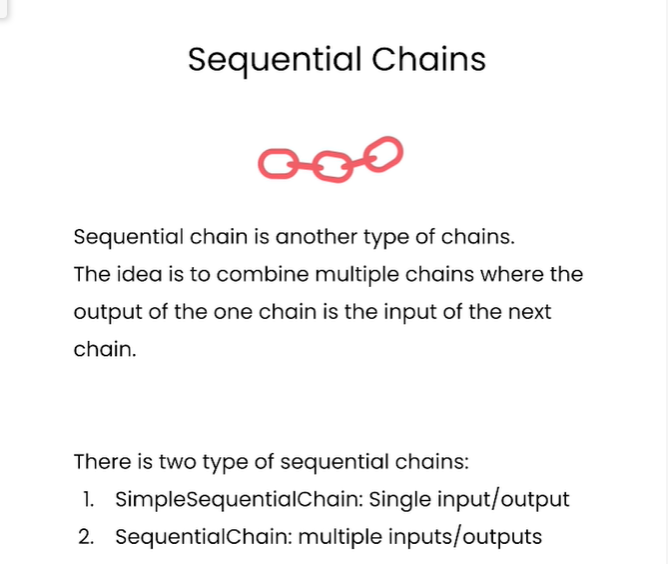 Sequential Chains
Sequential chain is another type of chains.
The idea is to combine multiple chains where the
output of the one chain is the input of the next
chain.
There is two type of sequential chains:
1. SimpleSequentialChain: Single input/output
2. SequentialChain: multiple inputs/outputs